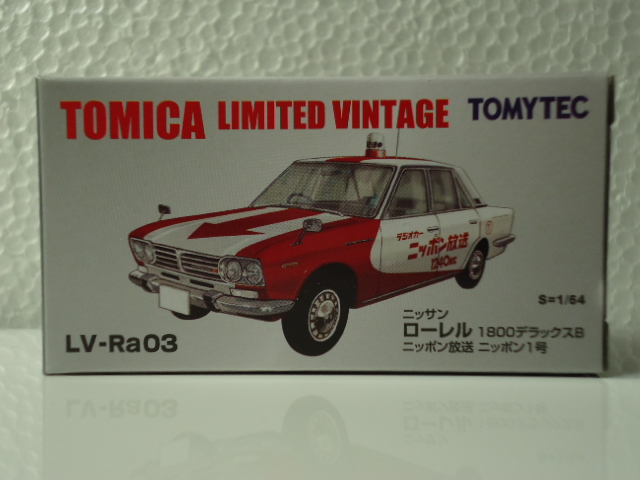 TOMICA LIMITED VINTAGE TOMYTEC
ラジオカー
ニッポン放送
1240KC
S=1/64
ニッサン
ローレル 1800デラックスB
ニッポン放送 ニッポン1号
LV-Ra03